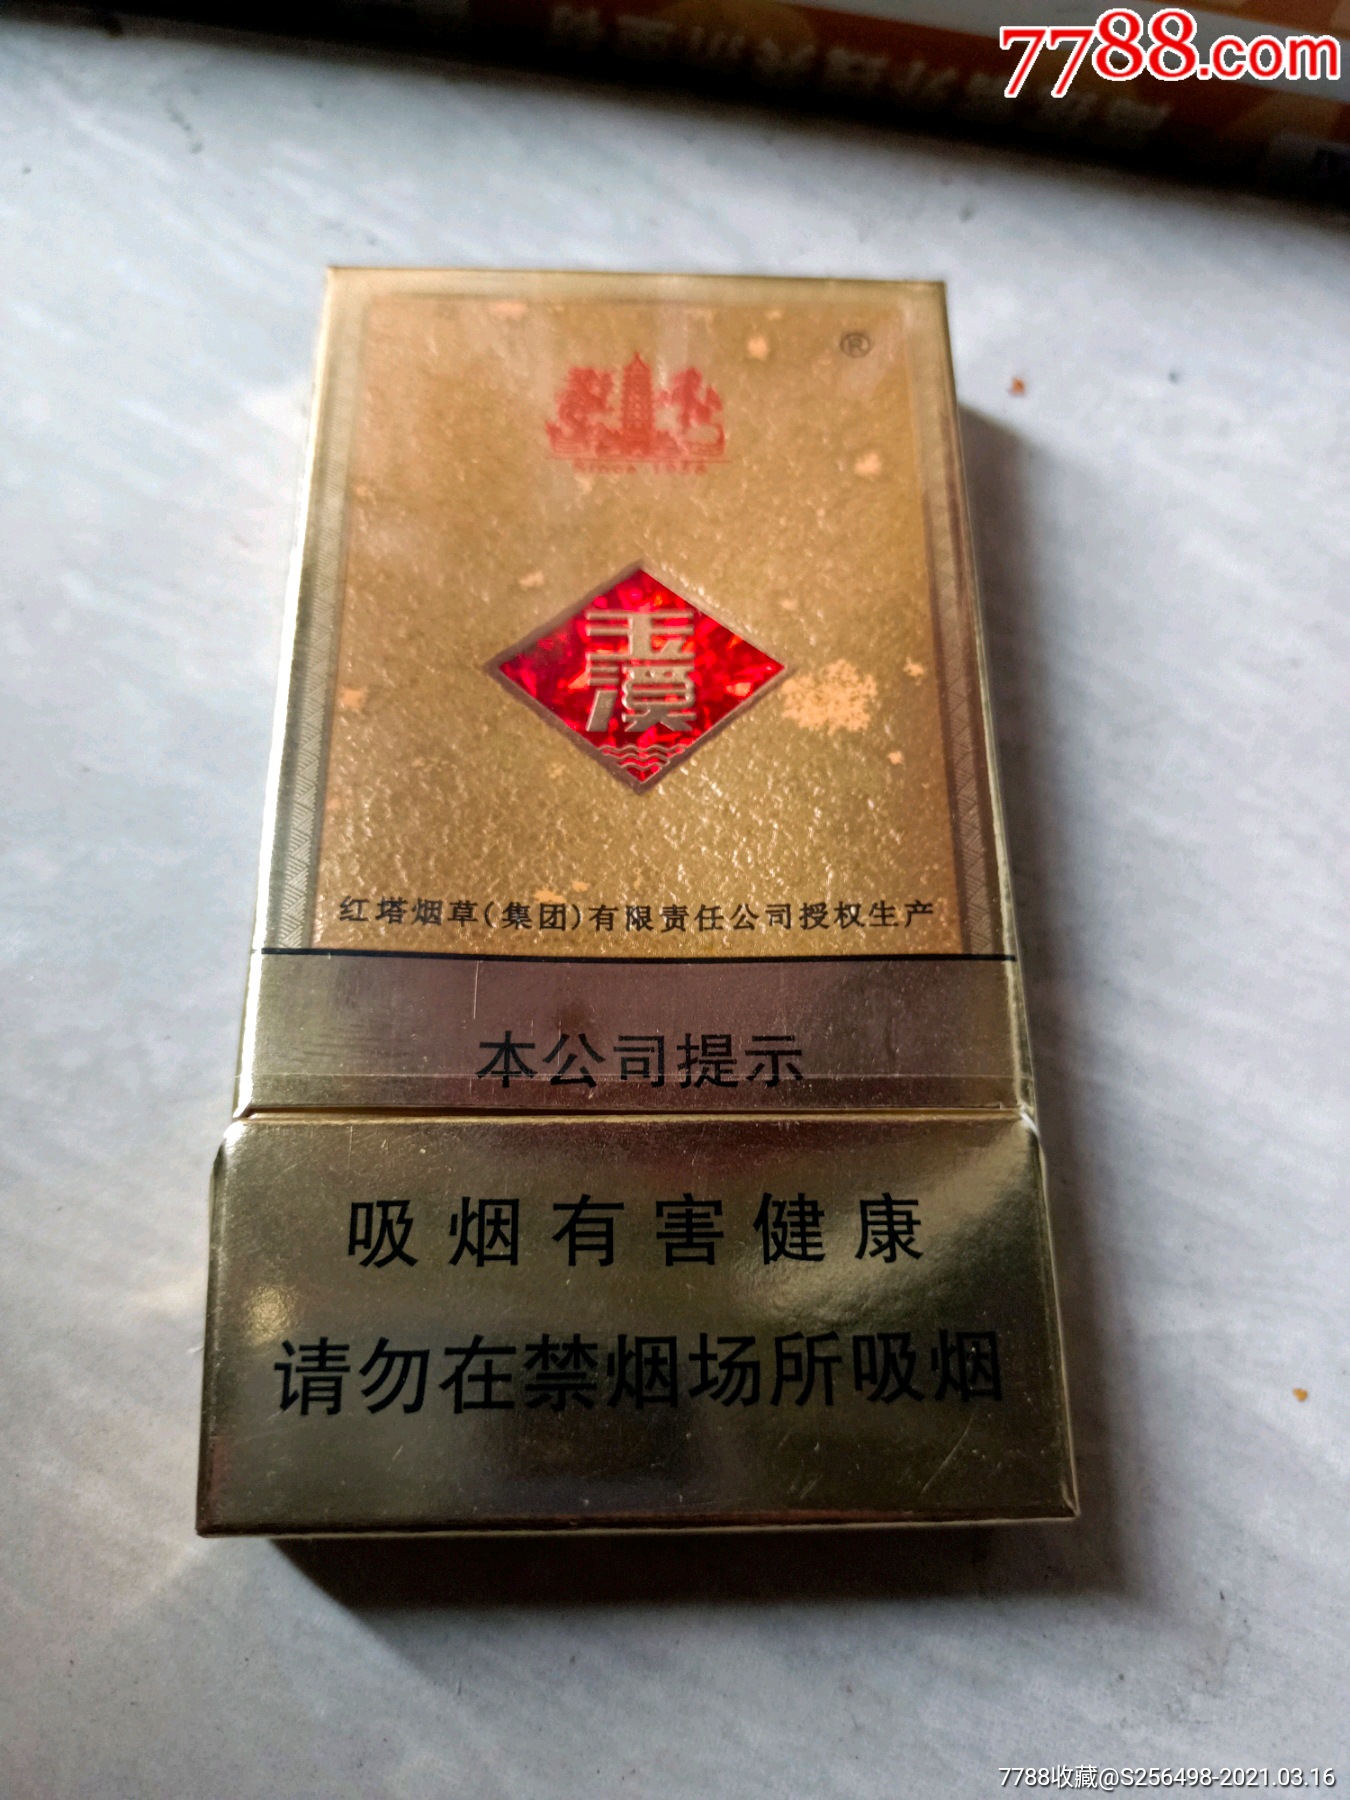 7788.com
®
玉溪
红塔烟草(集团)有限责任公司授权生产
本公司提示
吸烟有害健康
请勿在禁烟场所吸烟
7788收藏@S256498-2021.03.16